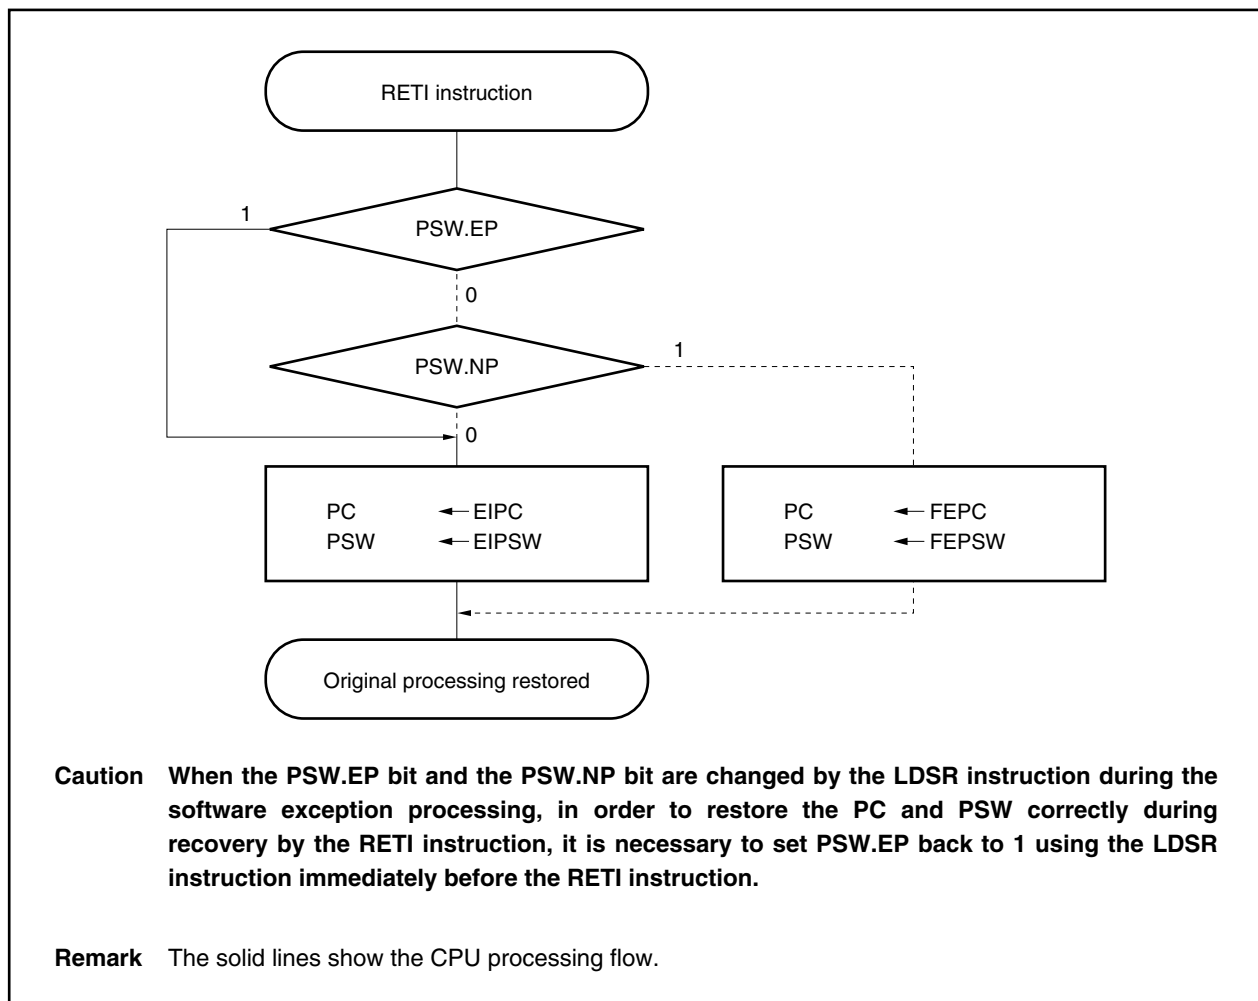 RETI instruction
1
PSW.EP
0
1
PSW.NP
0
PC ← EIPC
PSW ← EIPSW
PC ← FEPC
PSW ← FEPSW
Original processing restored
Caution When the PSW.EP bit and the PSW.NP bit are changed by the LDSR instruction during the
software exception processing, in order to restore the PC and PSW correctly during
recovery by the RETI instruction, it is necessary to set PSW.EP back to 1 using the LDSR
instruction immediately before the RETI instruction.
Remark The solid lines show the CPU processing flow.